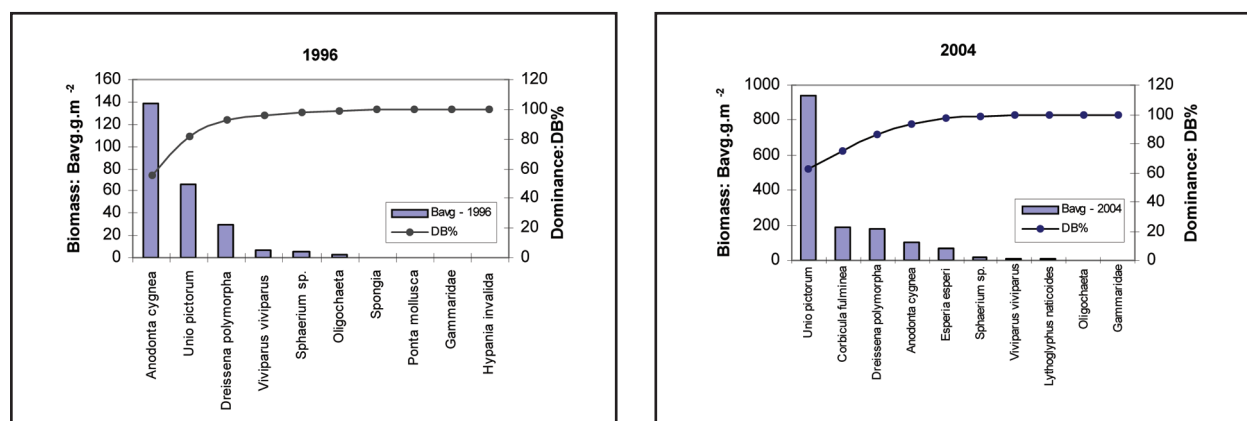 1996
Biomass: Bavg.g.m -2
160
140
120
100
80
60
40
20
0
120
100
80
60
40
20
0
Dominance:DB%
Bavg - 1996
DB%
Anodonta cygnea
Unio pictorum
Dreissena polymorpha
Viviparus viviparus
Sphaerium sp.
Oligochaeta
Spongia
Ponta mollusca
Gammaridae
Hypania invalida
2004
Biomass: Bavg.g.m -2
1000
800
600
400
200
0
120
100
80
60
40
20
0
Dominance: DB%
Bavg - 2004
DB%
Unio pictorum
Corbicula fulminea
Dreissena polymorpha
Anodonta cygnea
Esperia esperi
Sphaerium sp.
Viviparus viviparus
Lythoglyphus naticoides
Oligochaeta
Gammaridae